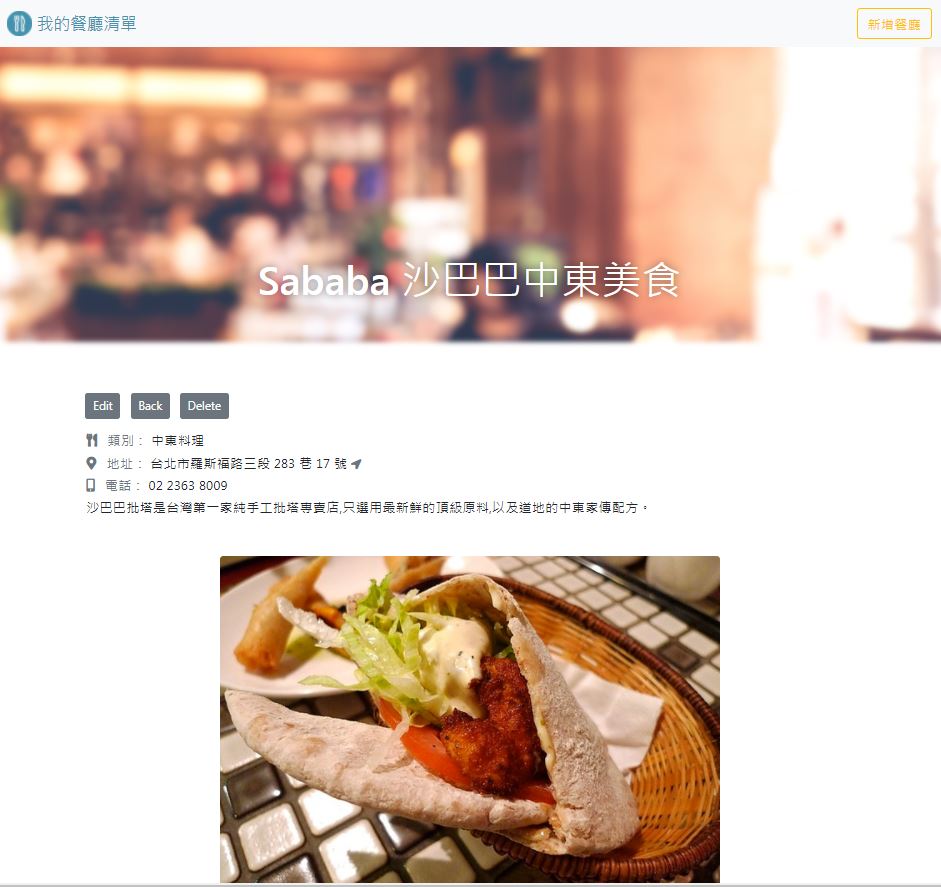 我的餐廳清單
新增餐廳
Sababa 沙巴巴中東美食
Edit Back Delete
類別： 中東料理
地址： 台北市羅斯福路三段 283 巷 17 號
電話： 02 2363 8009
沙巴巴批塔是台灣第一家純手工批塔專賣店,只選用最新鮮的頂級原料,以及道地的中東家傳配方。